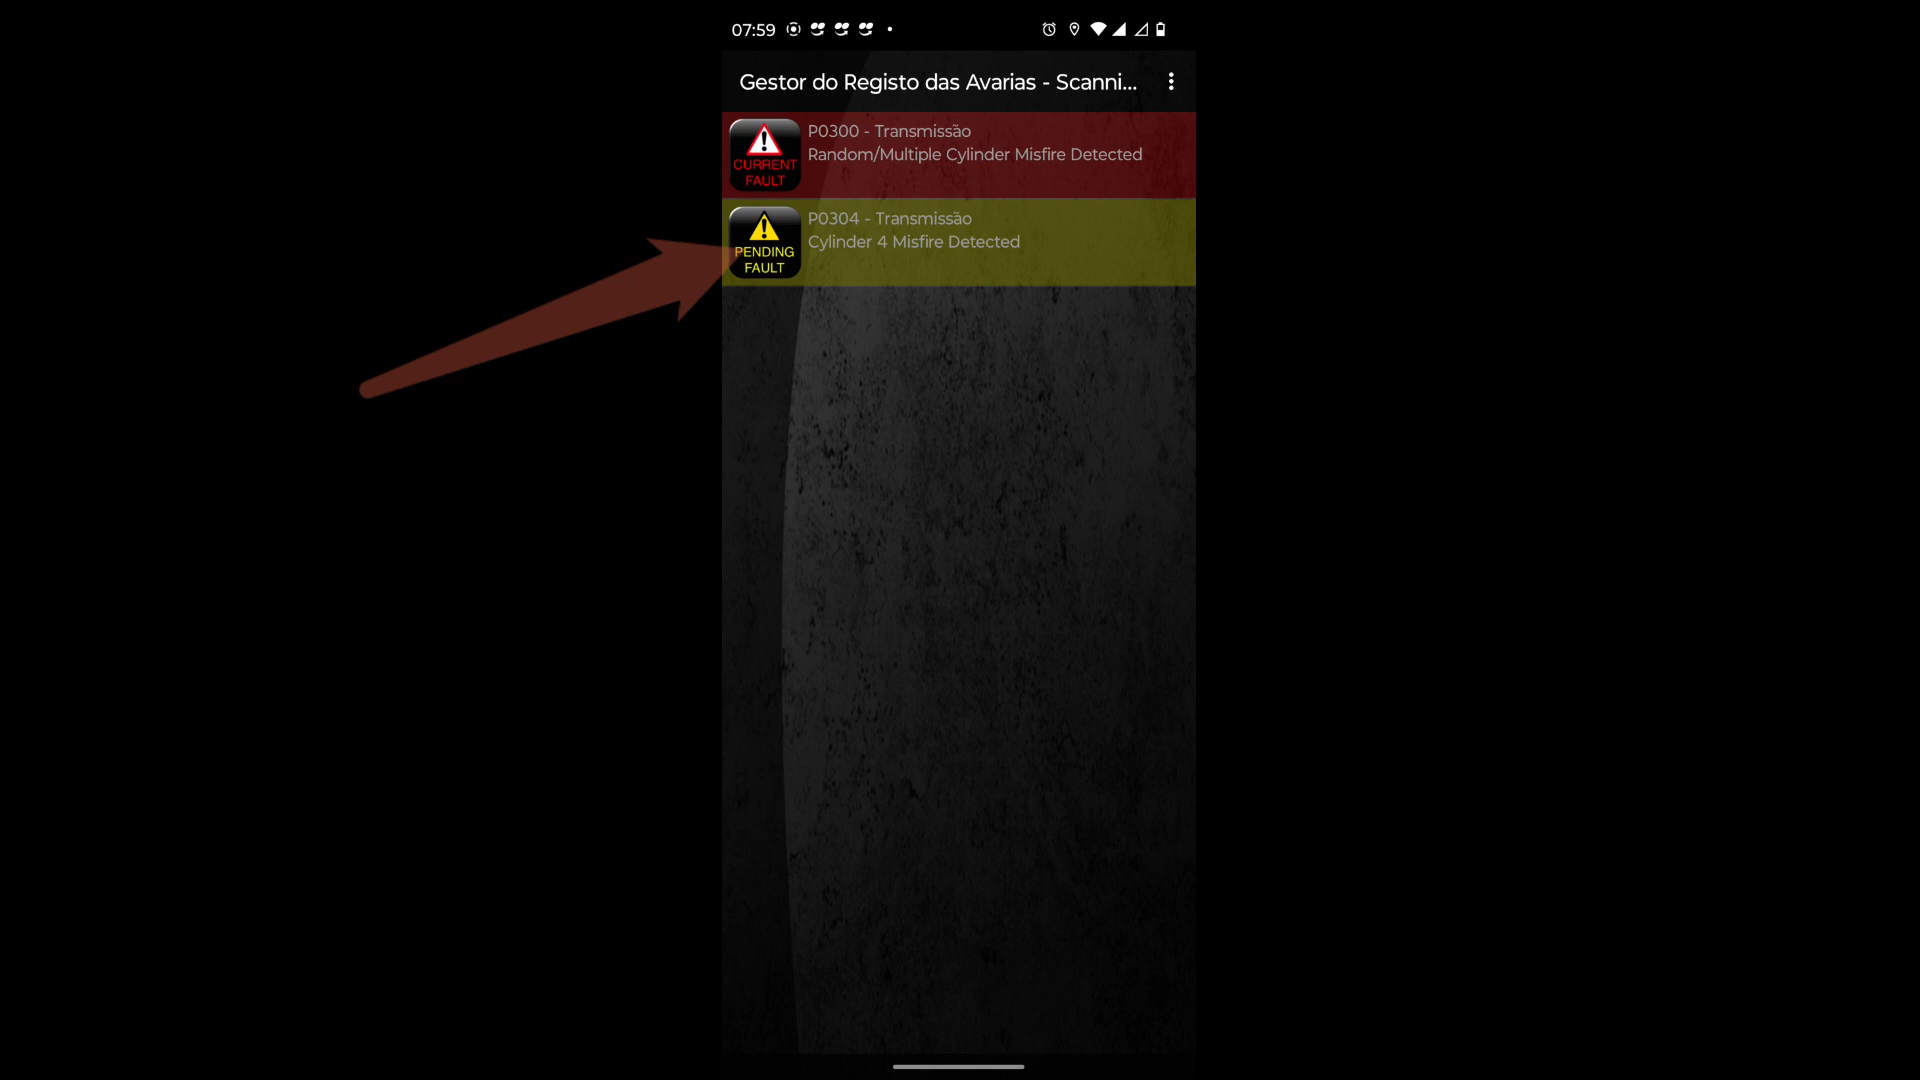 07:59
Gestor do Registo das Avarias - Scanni...
CURRENT
FAULT
P0300 - Transmissão
Random/Multiple Cylinder Misfire Detected
PENDING
FAULT
P0304 - Transmissão
Cylinder 4 Misfire Detected